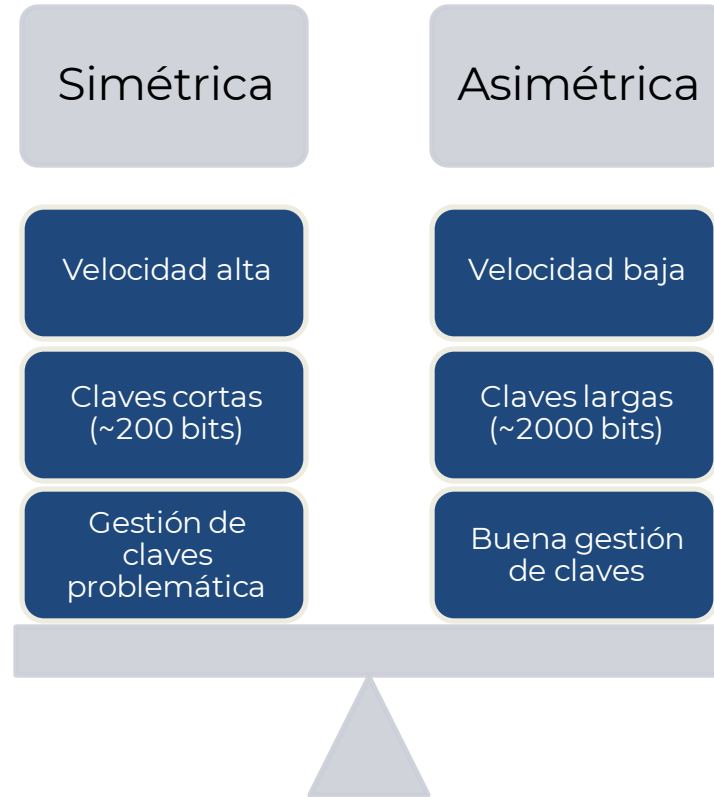 Simétrica
Asimétrica
Velocidad alta
Velocidad baja
Claves cortas
(~200 bits)
Claves largas
(~2000 bits)
Gestión de
claves
problemática
Buena gestión
de claves